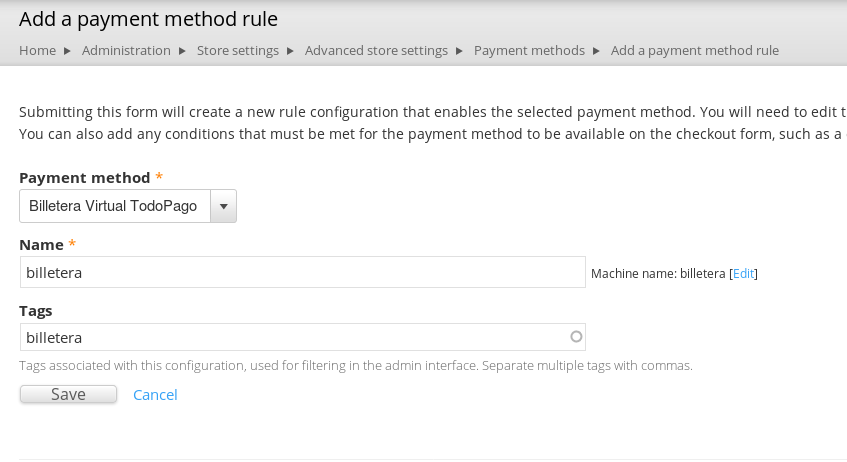 Add a payment method rule
Home ▶ Administration ▶ Store settings ▶ Advanced store settings ▶ Payment methods ▶ Add a payment method rule
Submitting this form will create a new rule configuration that enables the selected payment method. You will need to edit t
You can also add any conditions that must be met for the payment method to be available on the checkout form, such as a
Payment method *
Billetera Virtual TodoPago
Name *
billetera Machine name: billetera [Edit]
Tags
billetera
Tags associated with this configuration, used for filtering in the admin interface. Separate multiple tags with commas.
Save Cancel